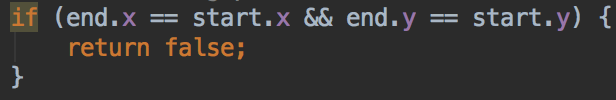 if (end.x == start.x && end.y == start.y) {
    return false;
}